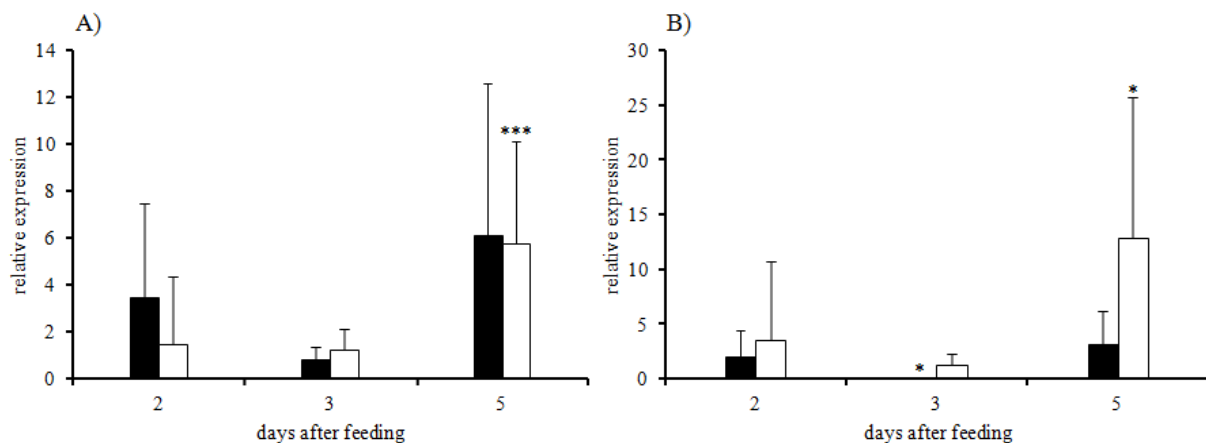 A)
14
12
10
8
6
4
2
0
relative expression
***
2 3 5
days after feeding
B)
30
25
20
15
10
5
0
relative expression
*
*
2 3 5
days after feeding